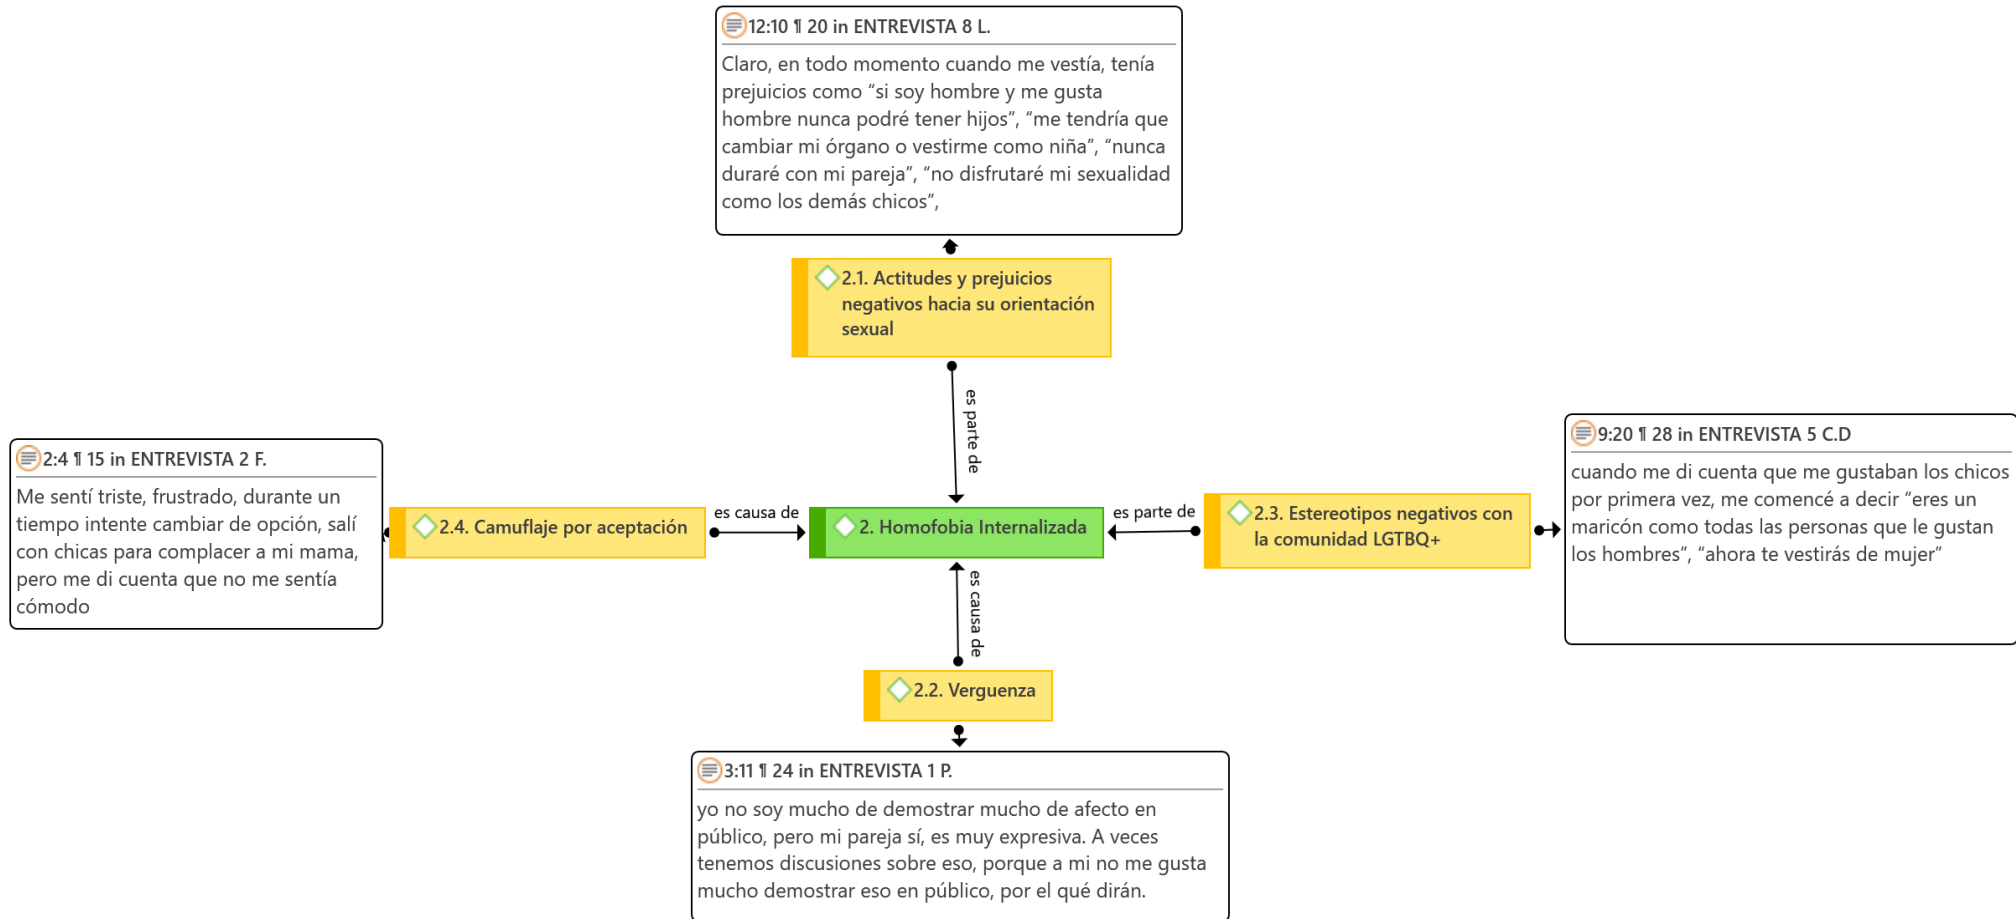 12:10 ¶ 20 in ENTREVISTA 8 L.
Claro, en todo momento cuando me vestía, tenía
prejuicios como “si soy hombre y me gusta
hombre nunca podré tener hijos”, “me tendría que
cambiar mi órgano o vestirme como niña”, “nunca
duraré con mi pareja”, “no disfrutaré mi sexualidad
como los demás chicos”,
2.1. Actitudes y prejuicios
negativos hacia su orientación
sexual
es parte de
2:4 ¶ 15 in ENTREVISTA 2 F.
Me sentí triste, frustrado, durante un
tiempo intente cambiar de opción, salí
con chicas para complacer a mi mama,
pero me di cuenta que no me sentía
cómodo
2.4. Camuflaje por aceptación
es causa de
2. Homofobia Internalizada
es parte de
2.3. Estereotipos negativos con
la comunidad LGTBQ+
9:20 ¶ 28 in ENTREVISTA 5 C.D
cuando me di cuenta que me gustaban los chicos
por primera vez, me comencé a decir “eres un
maricón como todas las personas que le gustan
los hombres”, “ahora te vestirás de mujer”
es causa de
2.2. Verguenza
3:11 ¶ 24 in ENTREVISTA 1 P.
yo no soy mucho de demostrar mucho de afecto en
público, pero mi pareja sí, es muy expresiva. A veces
tenemos discusiones sobre eso, porque a mi no me gusta
mucho demostrar eso en público, por el qué dirán.